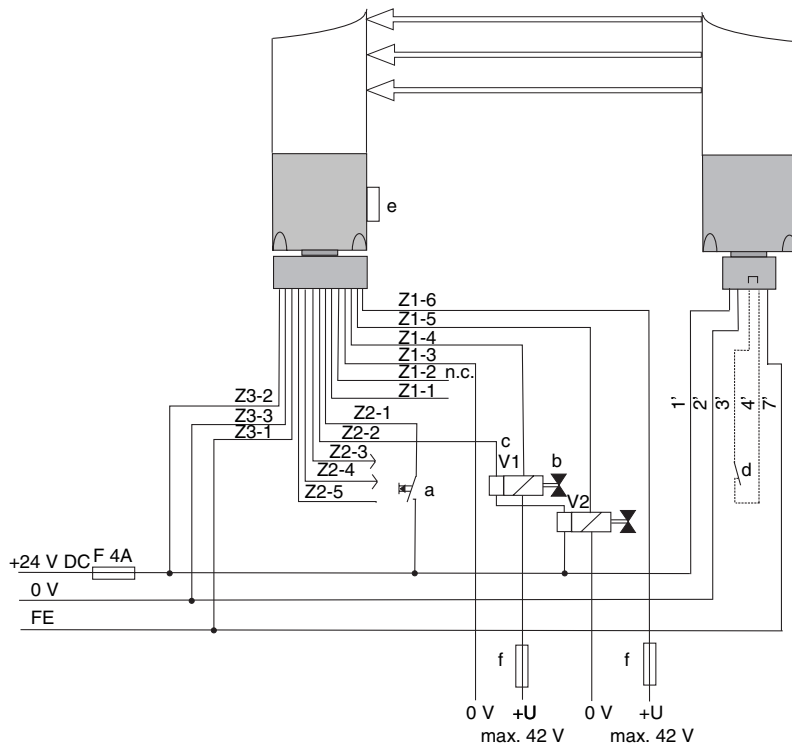 e
Z1-6
Z1-5
Z1-4
Z1-3
Z1-2 n.c.
Z1-1
Z3-2
Z3-3
Z3-1
Z2-1
Z2-2
Z2-3
Z2-4
Z2-5
a
c
V1
b
V2
1'
2'
3'
4'
7'
d
+24 V DC F 4A
0 V
FE
f
f
0 V +U 0 V +U
max. 42 V max. 42 V